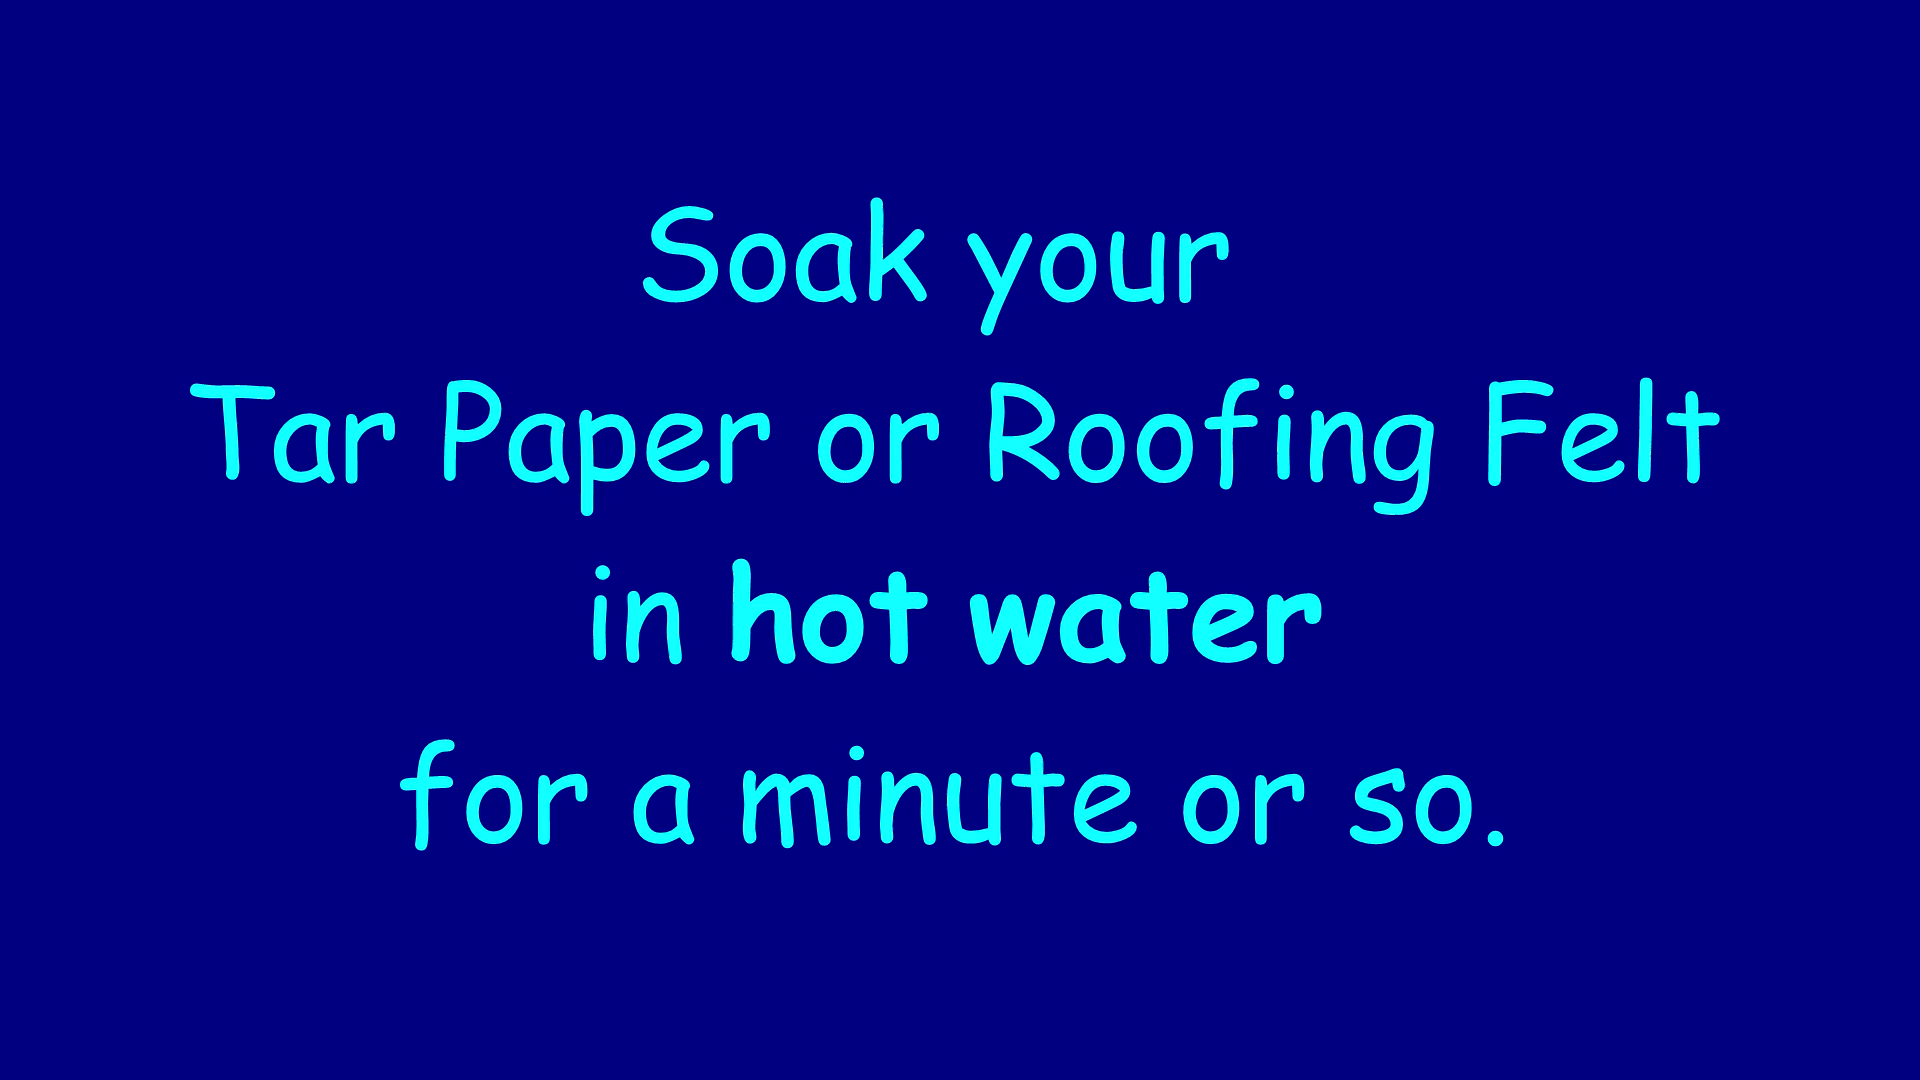 Soak your
Tar Paper or Roofing Felt
in hot water
for a minute or so.